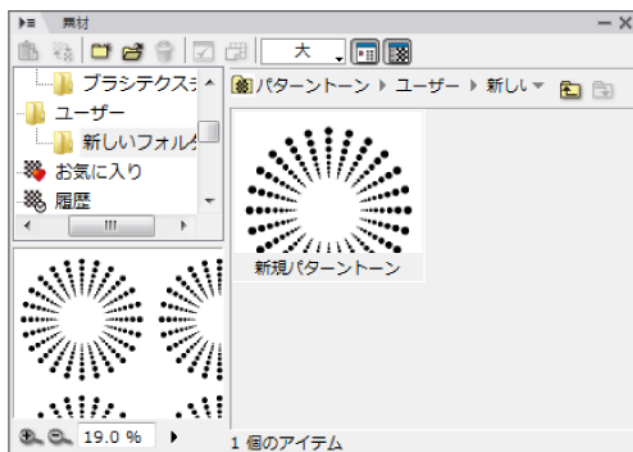 素材
大
ブラシテクスラ
ユーザー
新しいフォルダ
お気に入り
履歴
パターントーン ユーザー 新しい
新規パターントーン
19.0 %
1 個のアイテム